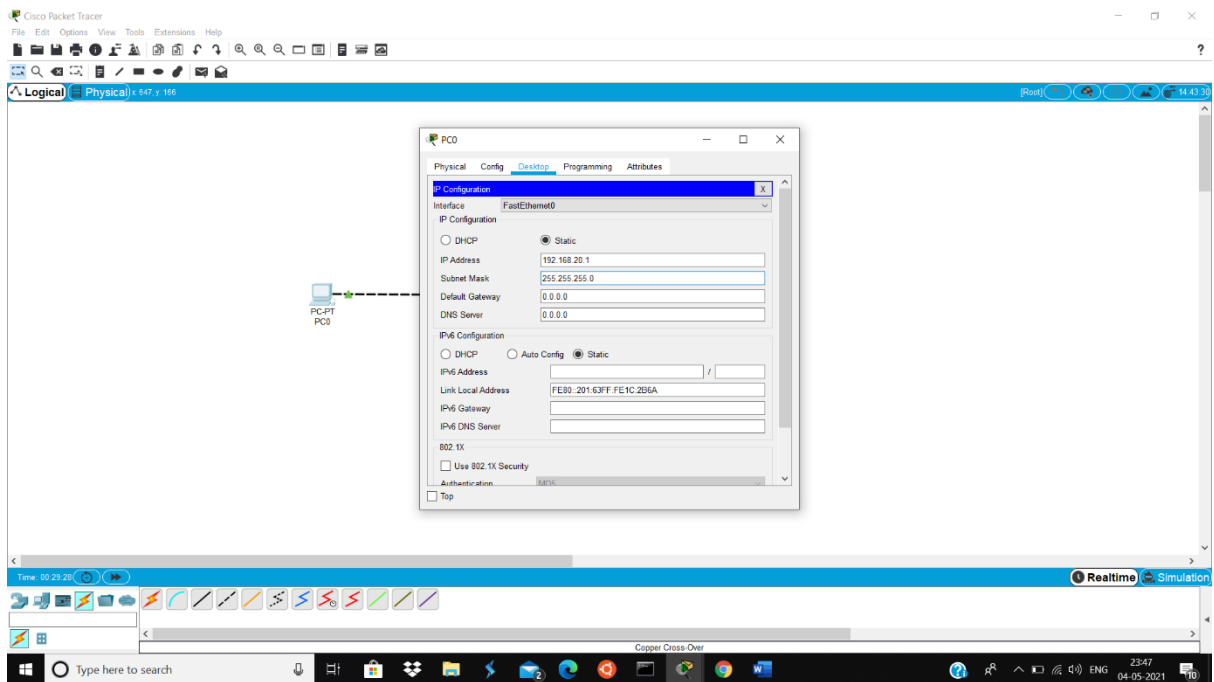 Cisco Packet Tracer
File Edit Options View Tools Extensions Help
?
Logical Physical x: 647, y: 166 [Root] 14:43:30
PC0
Physical Config Desktop Programming Attributes
IP Configuration X
Interface FastEthernet0
IP Configuration
DHCP Static
IP Address 192.168.20.1
Subnet Mask 255.255.255.0
Default Gateway 0.0.0.0
DNS Server 0.0.0.0
PC-PT
PC0
IPv6 Configuration
DHCP Auto Config Static
IPv6 Address /
Link Local Address FE80::201:63FF:FE1C:2B6A
IPv6 Gateway
IPv6 DNS Server
802.1X
Use 802.1X Security
Authentication MD5
Top
Time: 00:29:28 Realtime Simulation
Copper Cross-Over
Type here to search 2 ENG 23:47
04-05-2021 10